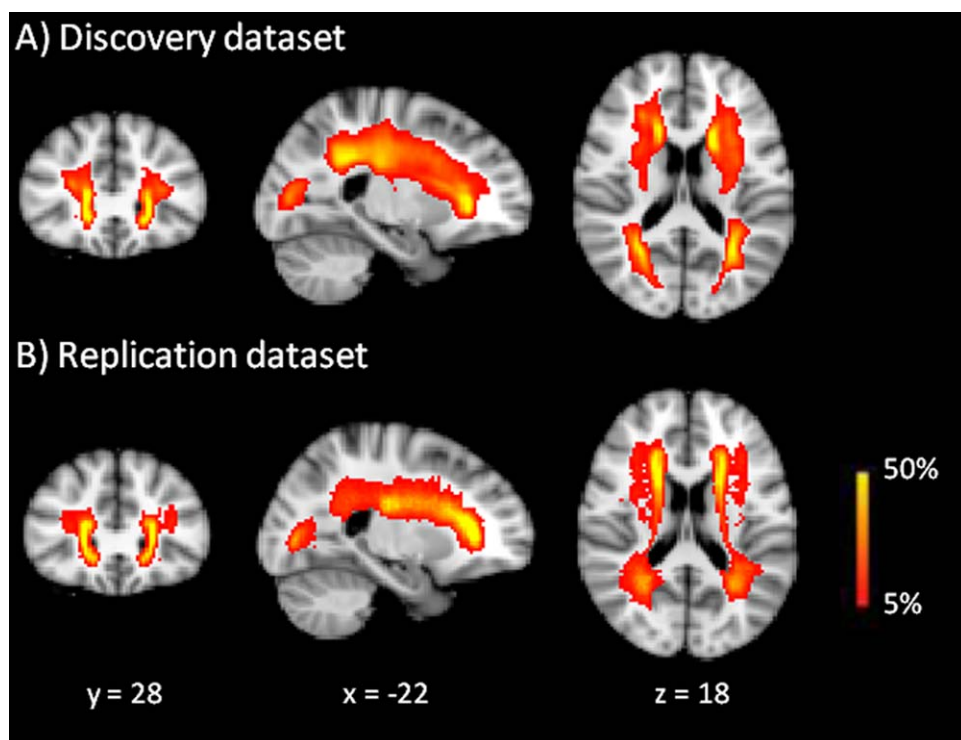 A) Discovery dataset
B) Replication dataset
50%
5%
y = 28
x = -22
z = 18